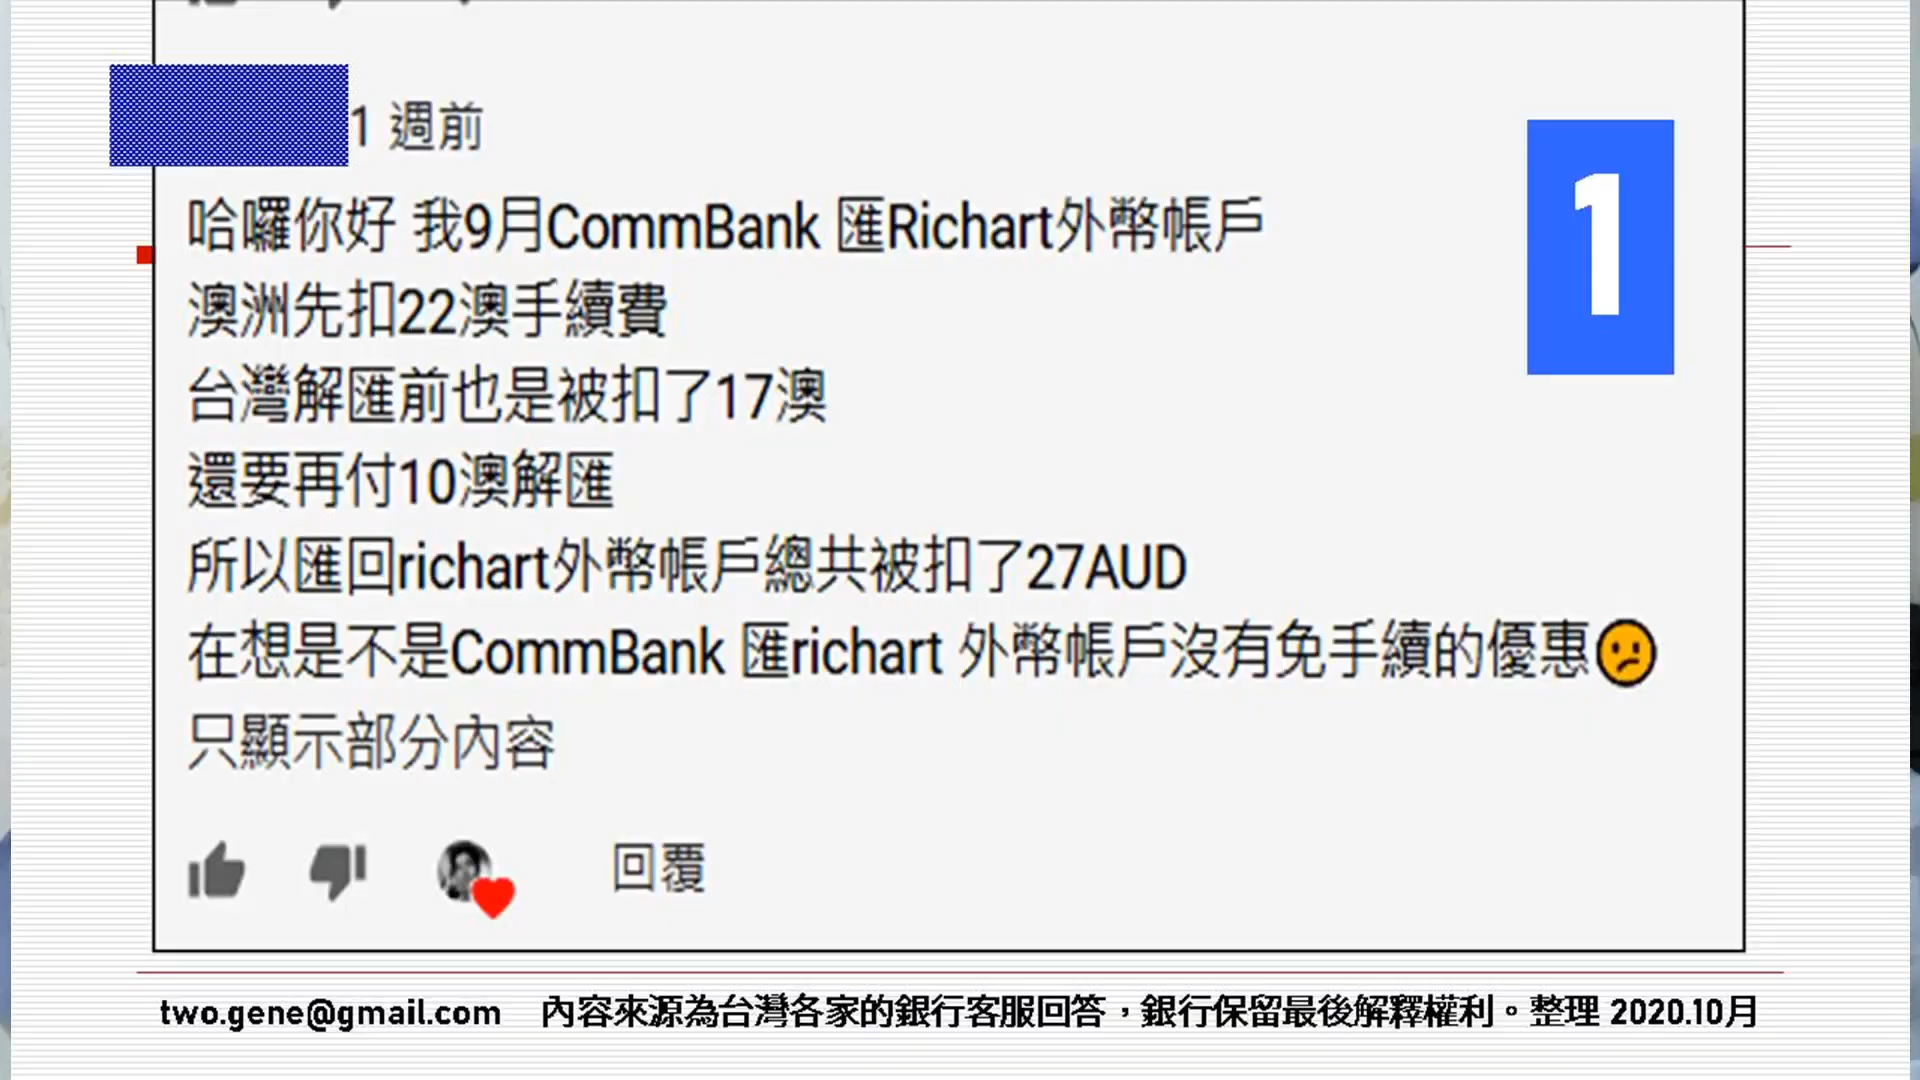 1 週前
1
哈囉你好 我9月CommBank 匯Richart外幣帳戶
澳洲先扣22澳手續費
台灣解匯前也是被扣了17澳
還要再付10澳解匯
所以匯回richart外幣帳戶總共被扣了27AUD
在想是不是CommBank 匯richart 外幣帳戶沒有免手續的優惠
只顯示部分內容
回覆
two.gene@gmail.com 內容來源為台灣各家的銀行客服回答，銀行保留最後解釋權利。整理 2020.10月